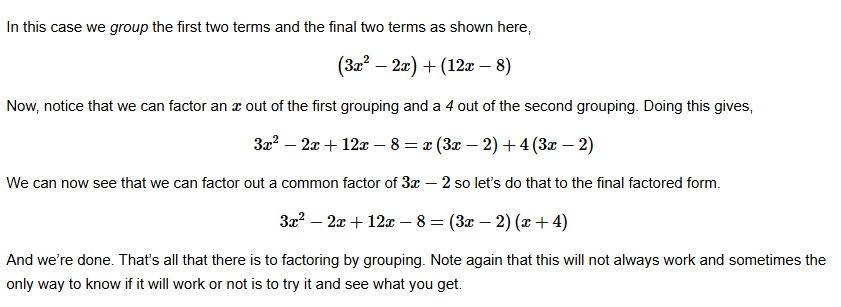 In this case we group the first two terms and the final two terms as shown here,
(3x² − 2x) + (12x − 8)
Now, notice that we can factor an x out of the first grouping and a 4 out of the second grouping. Doing this gives,
3x² − 2x + 12x − 8 = x (3x − 2) + 4 (3x − 2)
We can now see that we can factor out a common factor of 3x − 2 so let's do that to the final factored form.
3x² − 2x + 12x − 8 = (3x − 2) (x + 4)
And we're done. That's all that there is to factoring by grouping. Note again that this will not always work and sometimes the
only way to know if it will work or not is to try it and see what you get.